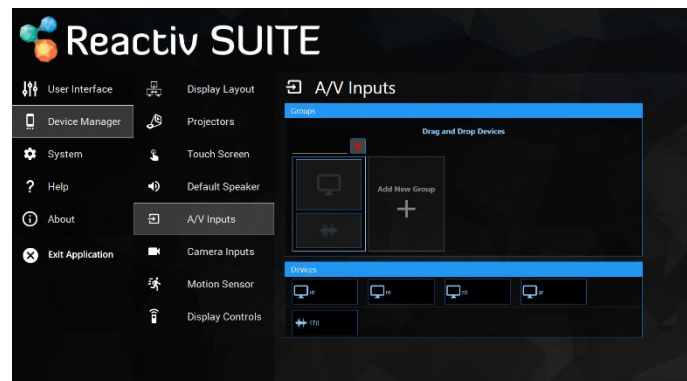 Reactiv SUITE
User Interface
Device Manager
System
Help
About
Exit Application
Display Layout
Projectors
Touch Screen
Default Speaker
A/V Inputs
Camera Inputs
Motion Sensor
Display Controls
A/V Inputs
Groups
Drag and Drop Devices
Add New Group
Devices